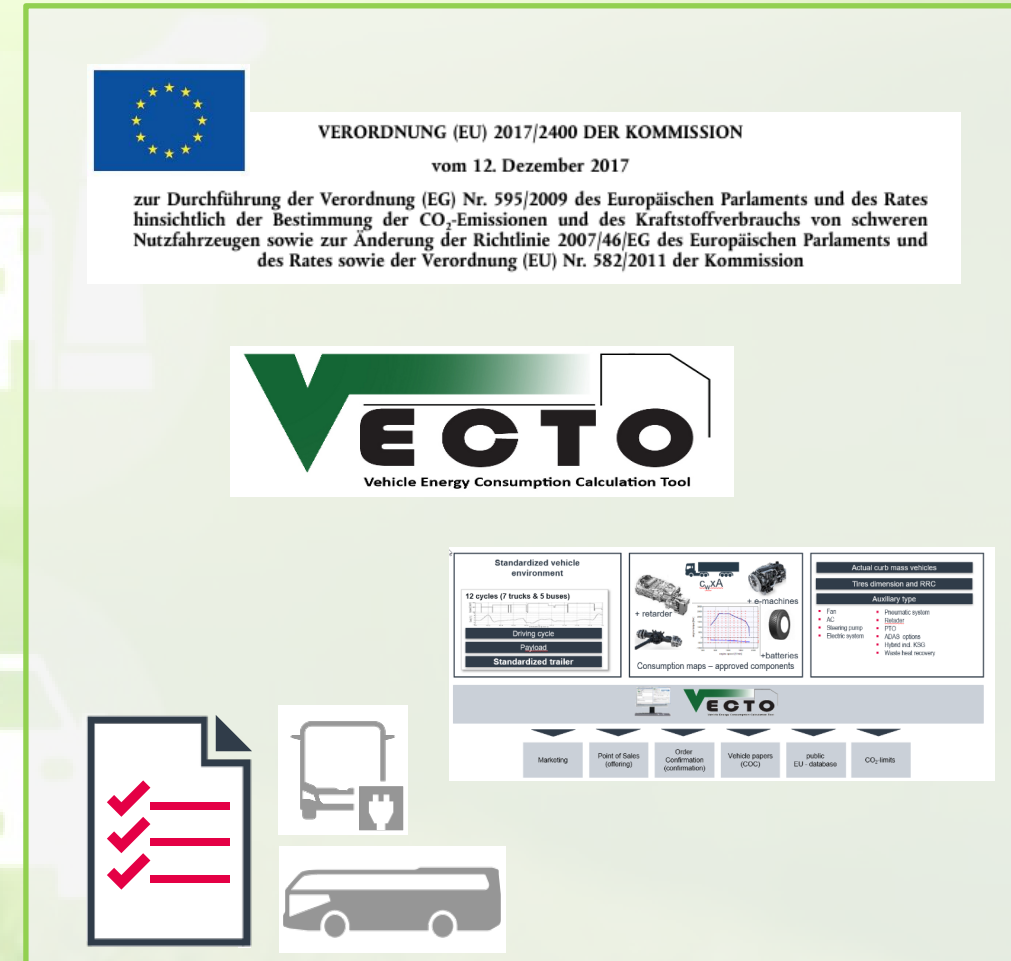 VERORDNUNG (EU) 2017/2400 DER KOMMISSION
vom 12. Dezember 2017
zur Durchführung der Verordnung (EG) Nr. 595/2009 des Europäischen Parlaments und des Rates
hinsichtlich der Bestimmung der CO₂-Emissionen und des Kraftstoffverbrauchs von schweren
Nutzfahrzeugen sowie zur Änderung der Richtlinie 2007/46/EG des Europäischen Parlaments und
des Rates sowie der Verordnung (EU) Nr. 582/2011 der Kommission
VECTO
Vehicle Energy Consumption Calculation Tool
Standardized vehicle
environment
12 cycles (7 trucks & 5 buses)
Driving cycle
Payload
Standardized trailer
cwxA
+ e-machines
+ retarder
+batteries
Consumption maps – approved components
Actual curb mass vehicles
Tires dimension and RRC
Auxiliary type
Fan
AC
Steering pump
Electric system
Pneumatic system
Retader
PTO
ADAS options
Hybrid incl. KSG
Waste heat recovery
VECTO
Marketing
Point of Sales
(offering)
Order
Confirmation
(confirmation)
Vehicle papers
(COC)
public
EU - database
CO₂-limits